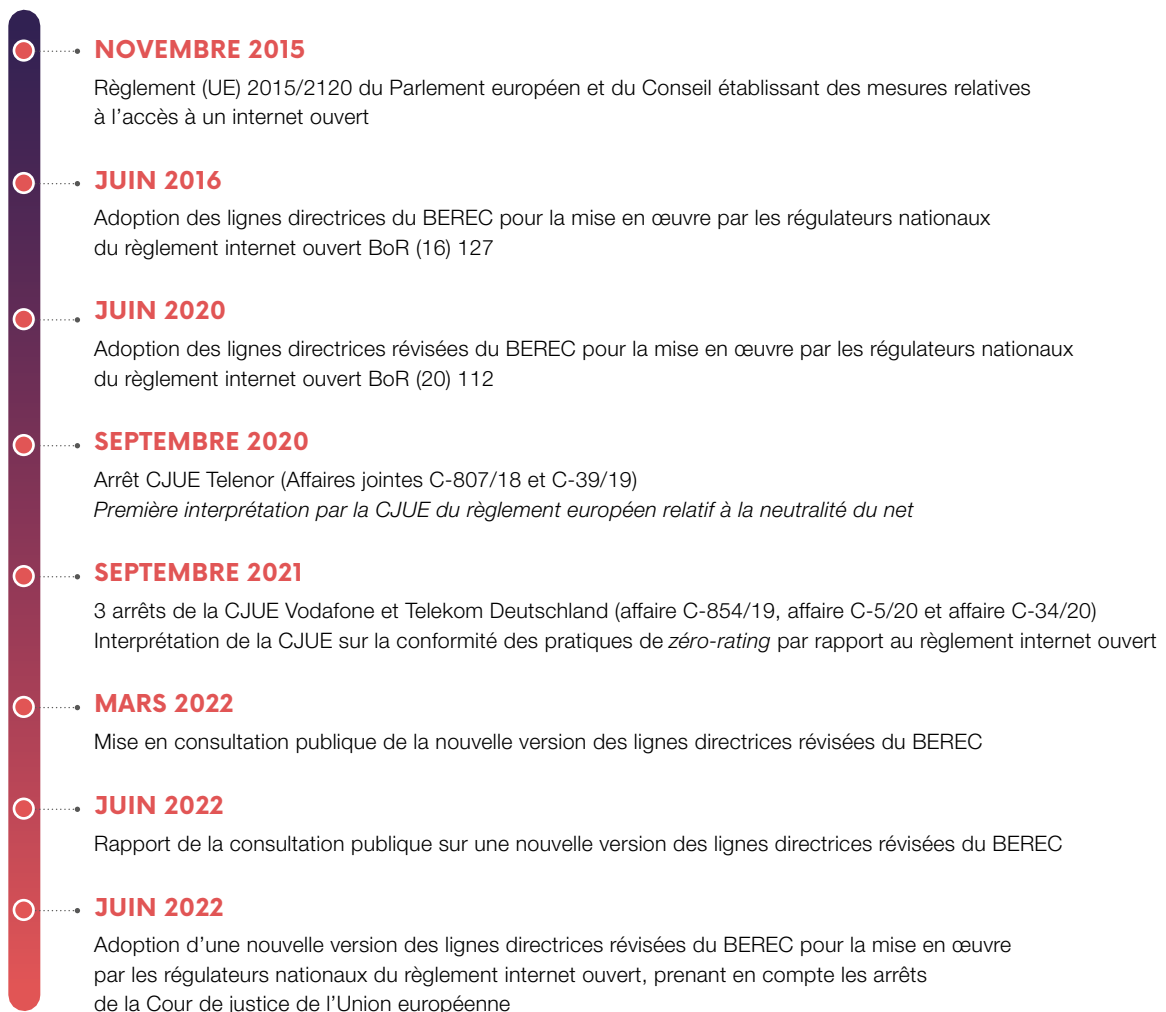 NOVEMBRE 2015
Règlement (UE) 2015/2120 du Parlement européen et du Conseil établissant des mesures relatives
à l’accès à un internet ouvert
JUIN 2016
Adoption des lignes directrices du BEREC pour la mise en œuvre par les régulateurs nationaux
du règlement internet ouvert BoR (16) 127
JUIN 2020
Adoption des lignes directrices révisées du BEREC pour la mise en œuvre par les régulateurs nationaux
du règlement internet ouvert BoR (20) 112
SEPTEMBRE 2020
Arrêt CJUE Telenor (Affaires jointes C-807/18 et C-39/19)
Première interprétation par la CJUE du règlement européen relatif à la neutralité du net
SEPTEMBRE 2021
3 arrêts de la CJUE Vodafone et Telekom Deutschland (affaire C-854/19, affaire C-5/20 et affaire C-34/20)
Interprétation de la CJUE sur la conformité des pratiques de zéro-rating par rapport au règlement internet ouvert
MARS 2022
Mise en consultation publique de la nouvelle version des lignes directrices révisées du BEREC
JUIN 2022
Rapport de la consultation publique sur une nouvelle version des lignes directrices révisées du BEREC
JUIN 2022
Adoption d’une nouvelle version des lignes directrices révisées du BEREC pour la mise en œuvre
par les régulateurs nationaux du règlement internet ouvert, prenant en compte les arrêts
de la Cour de justice de l’Union européenne